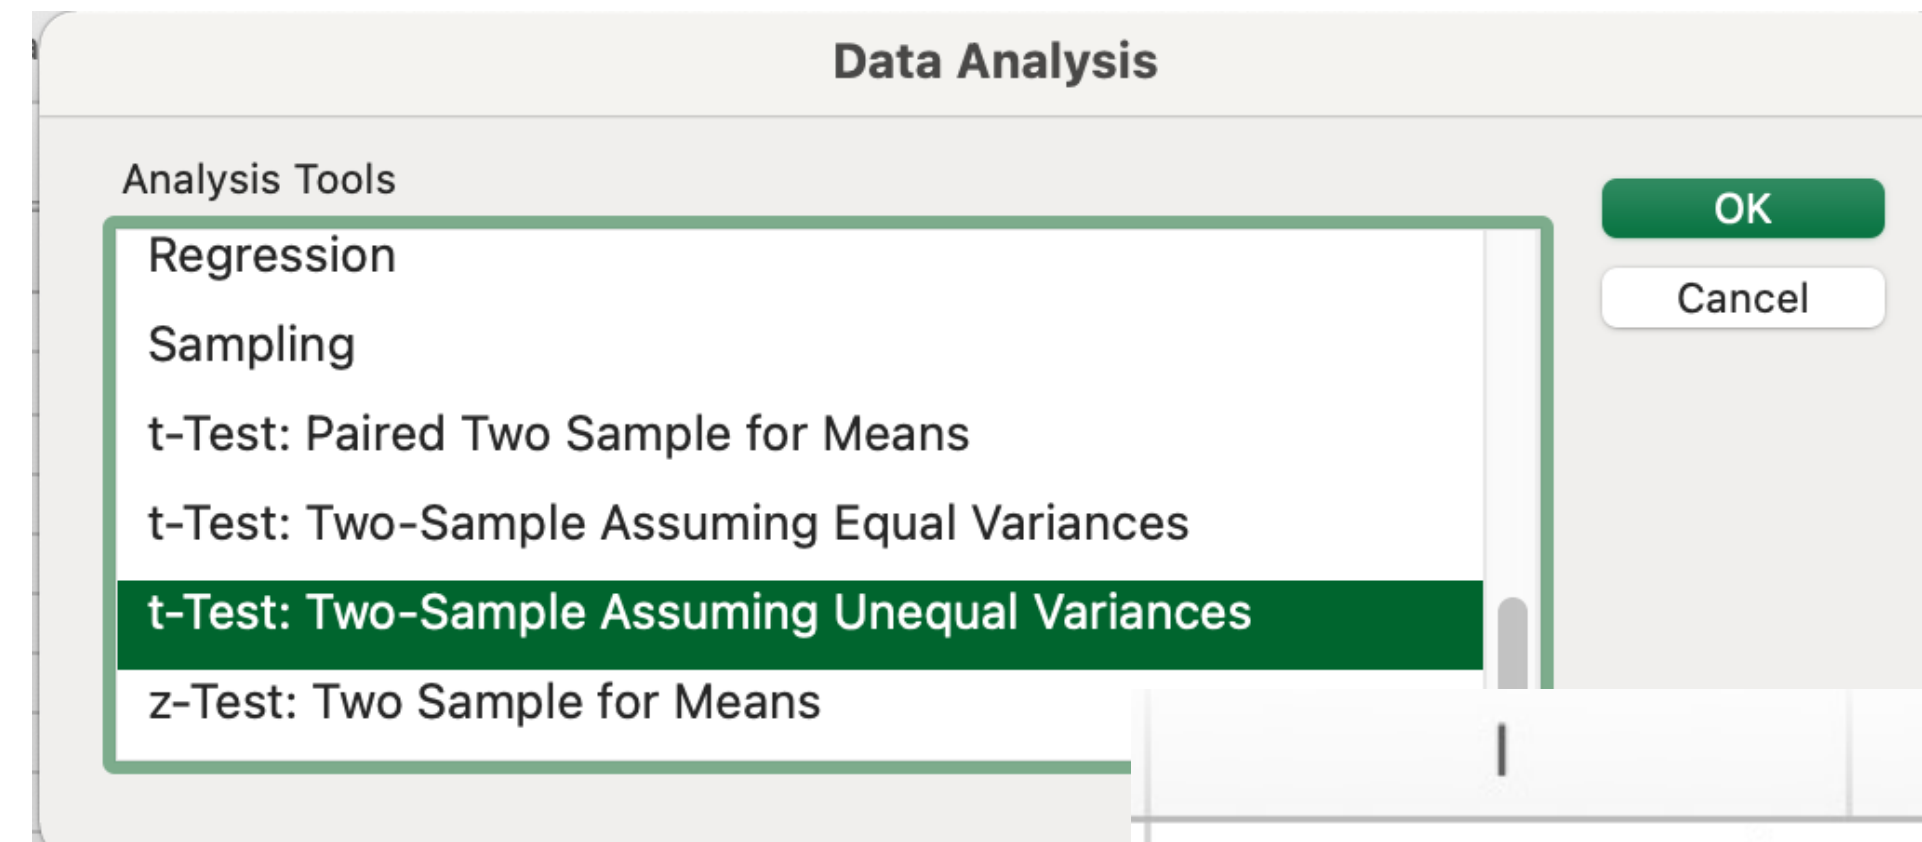 Data Analysis
Analysis Tools
OK
Regression
Cancel
Sampling
t-Test: Paired Two Sample for Means
t-Test: Two-Sample Assuming Equal Variances
t-Test: Two-Sample Assuming Unequal Variances
z-Test: Two Sample for Means
I